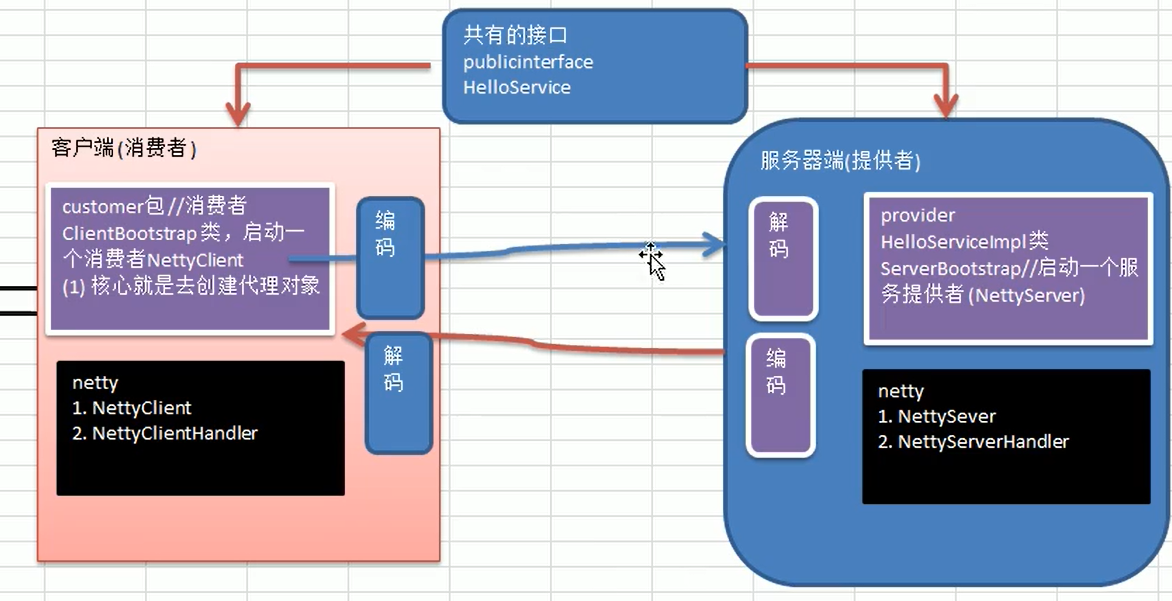 共有的接口
publicinterface
HelloService
客户端(消费者)
customer包//消费者
ClientBootstrap类，启动一
个消费者NettyClient
(1) 核心就是去创建代理对象
编
码
解
码
netty
1. NettyClient
2. NettyClientHandler
服务器端(提供者)
解
码
编
码
provider
HelloServiceImpl类
ServerBootstrap//启动一个服
务提供者(NettyServer)
netty
1. NettySever
2. NettyServerHandler